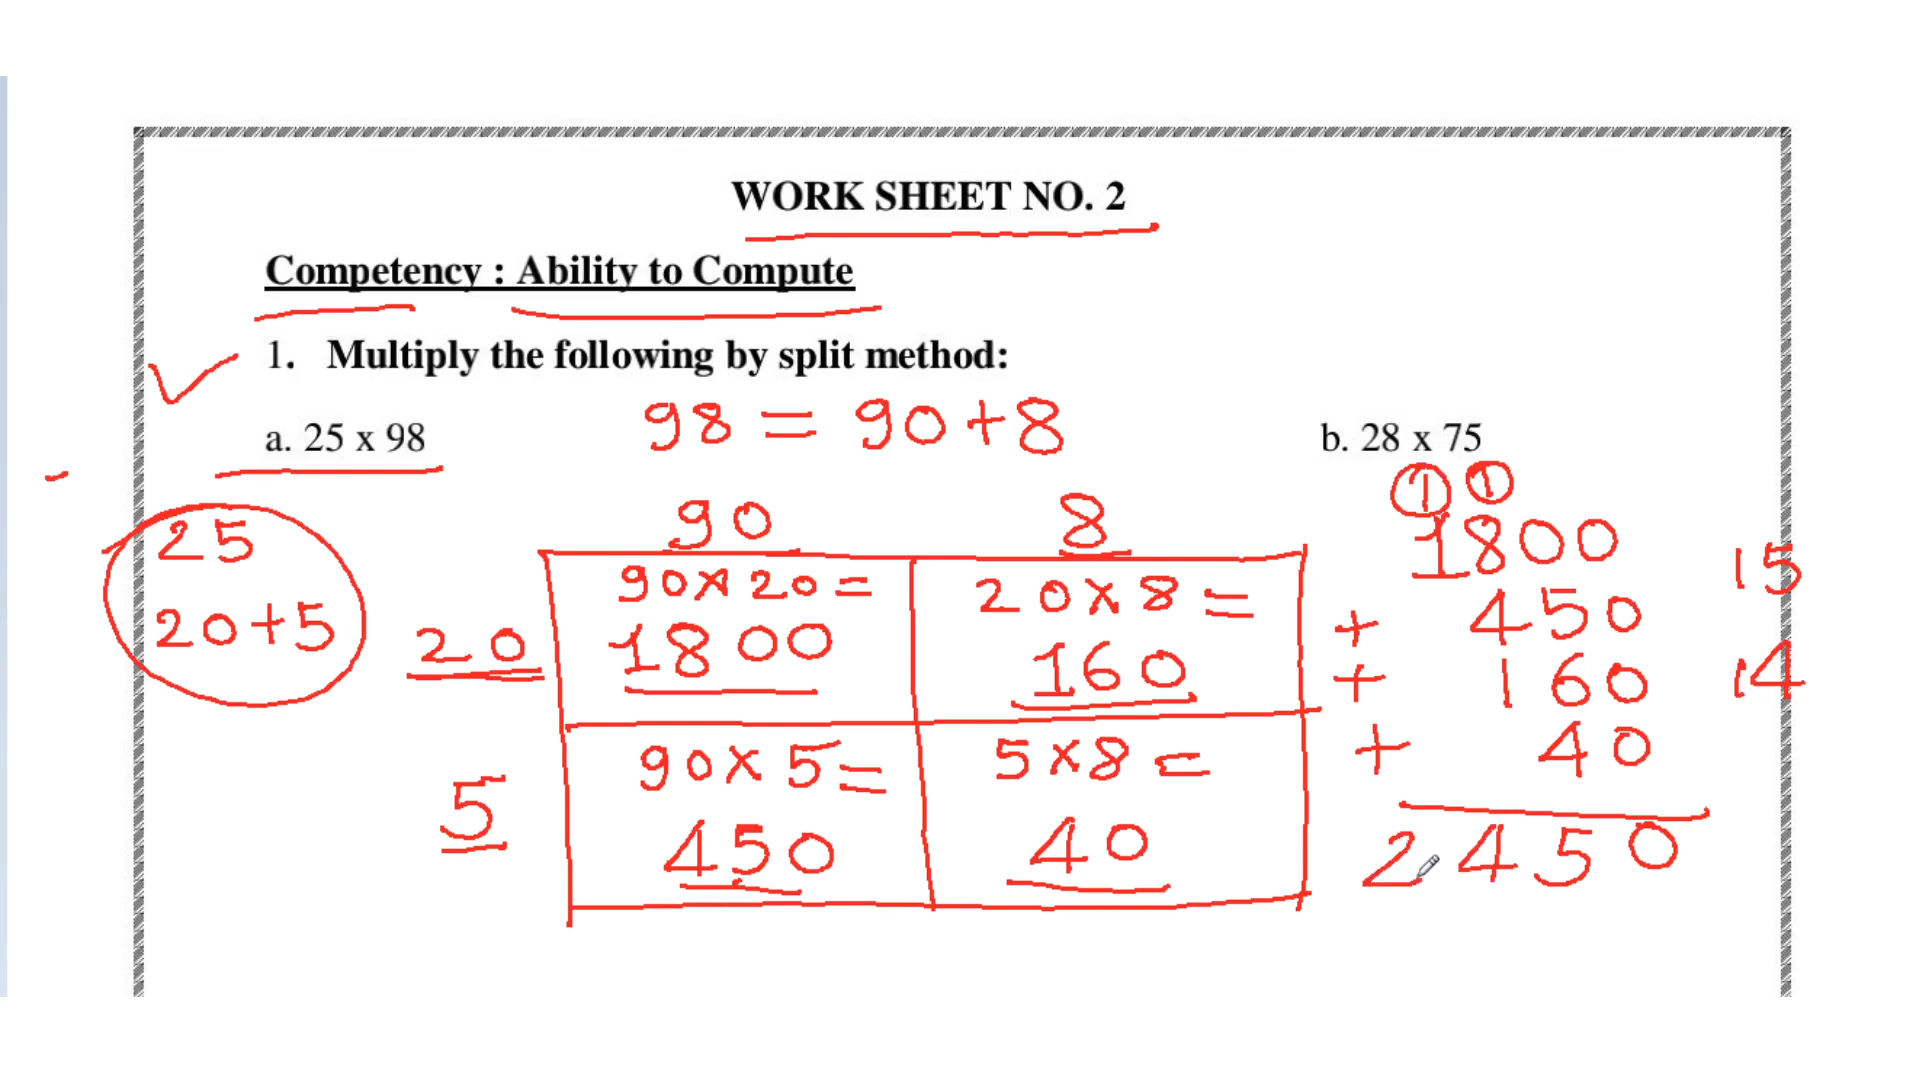 WORK SHEET NO. 2
Competency : Ability to Compute
1. Multiply the following by split method:
98 = 90+8
a. 25 x 98
b. 28 x 75
1 1
25
20+5
90 8
20
90x20=
1800
20x8=
160
5
90x5=
450
5x8=
40
1800
+ 450
+ 160
+ 40
2450
15
14